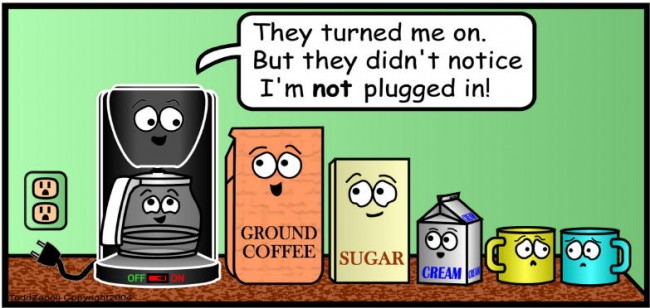 They turned me on.
But they didn't notice
I'm not plugged in!
GROUND
COFFEE
SUGAR
CREAM
OFF ON